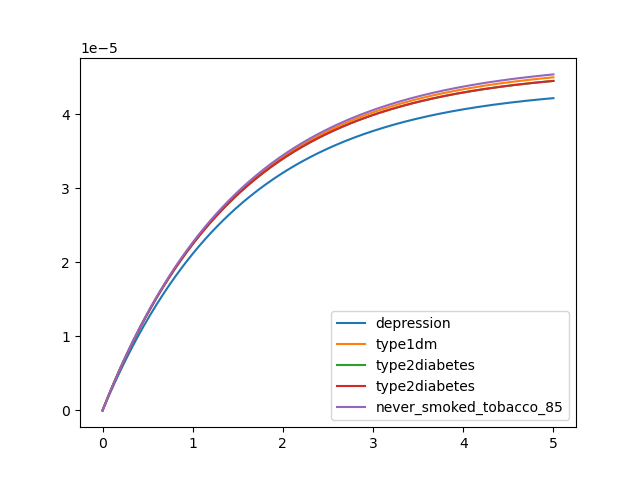 1e−5
4
3
2
1
0
0 1 2 3 4 5
depression
type1dm
type2diabetes
type2diabetes
never_smoked_tobacco_85